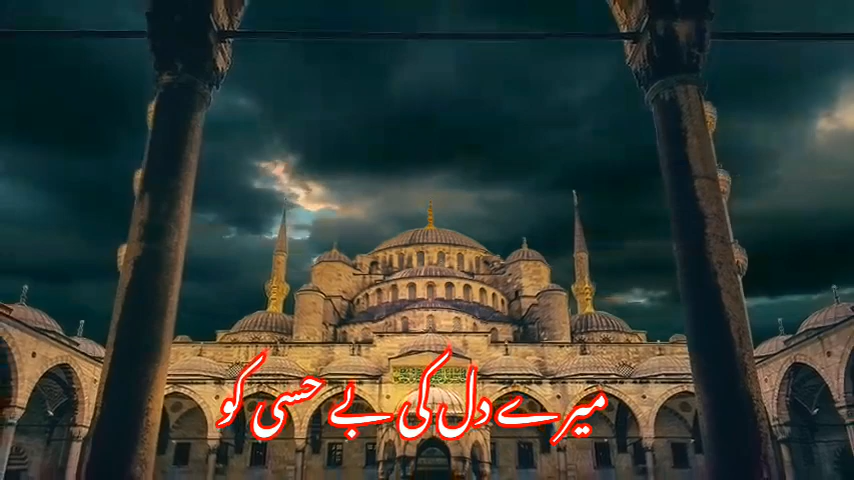 میرے دل کی بے حسی کو